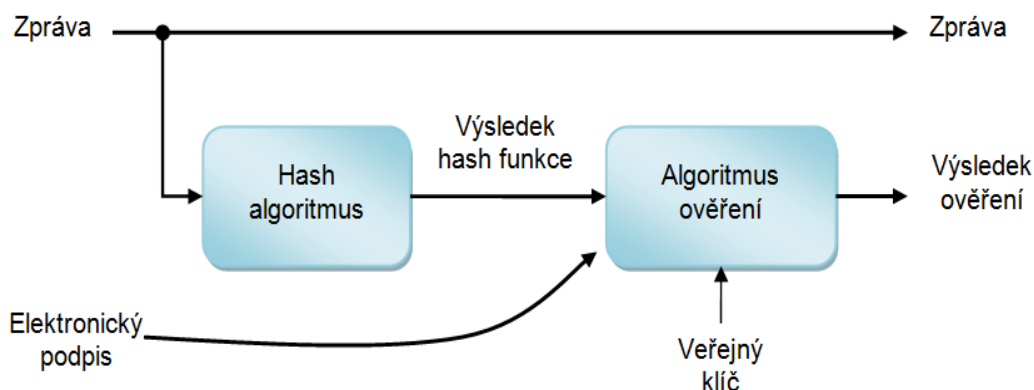 Zpráva
Zpráva
Hash
algoritmus
Výsledek
hash funkce
Algoritmus
ověření
Výsledek
ověření
Elektronický
podpis
Veřejný
klíč